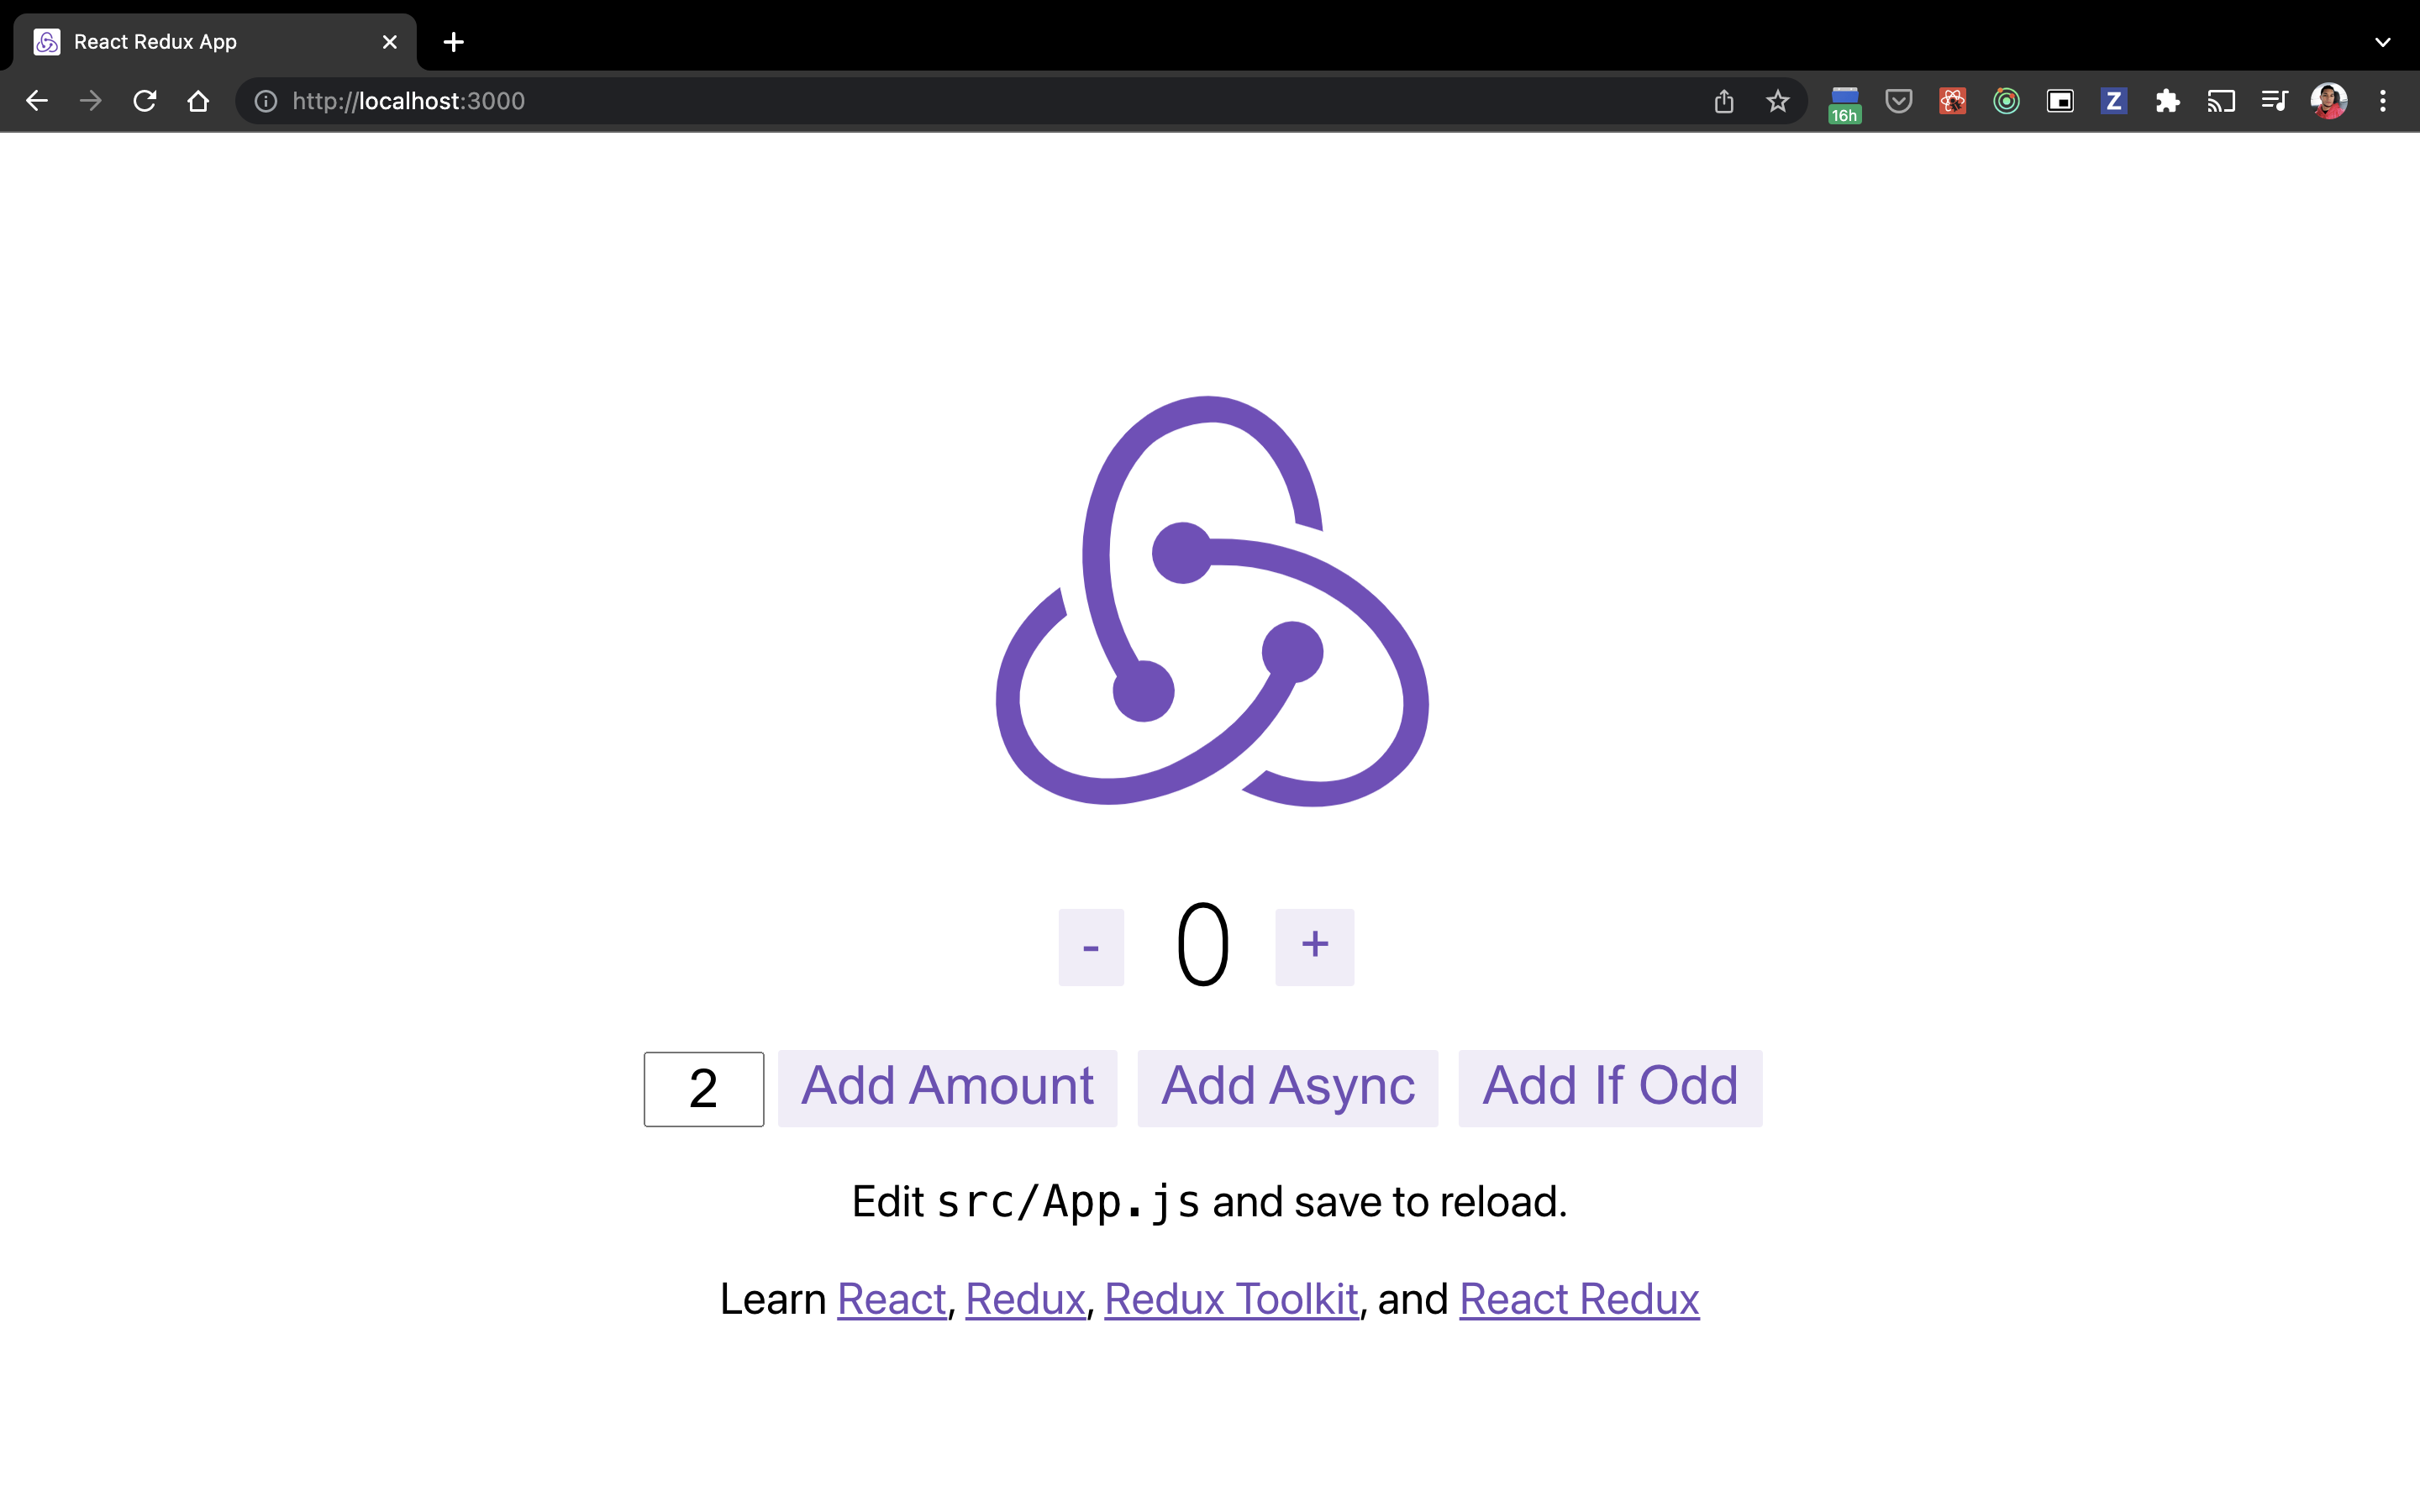 React Redux App
http://localhost:3000
16h
Z
- 0 +
2 Add Amount Add Async Add If Odd
Edit src/App.js and save to reload.
Learn React, Redux, Redux Toolkit, and React Redux